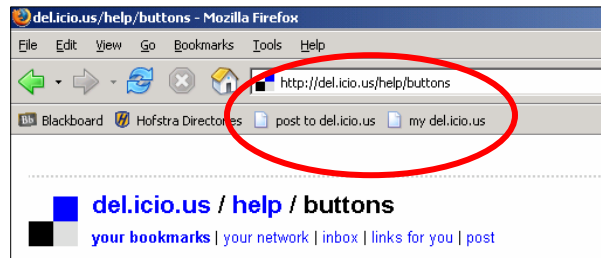 del.icio.us/help/buttons - Mozilla Firefox
File Edit View Go Bookmarks Tools Help
http://del.icio.us/help/buttons
Bb Blackboard Hofstra Directories post to del.icio.us my del.icio.us
del.icio.us / help / buttons
your bookmarks | your network | inbox | links for you | post